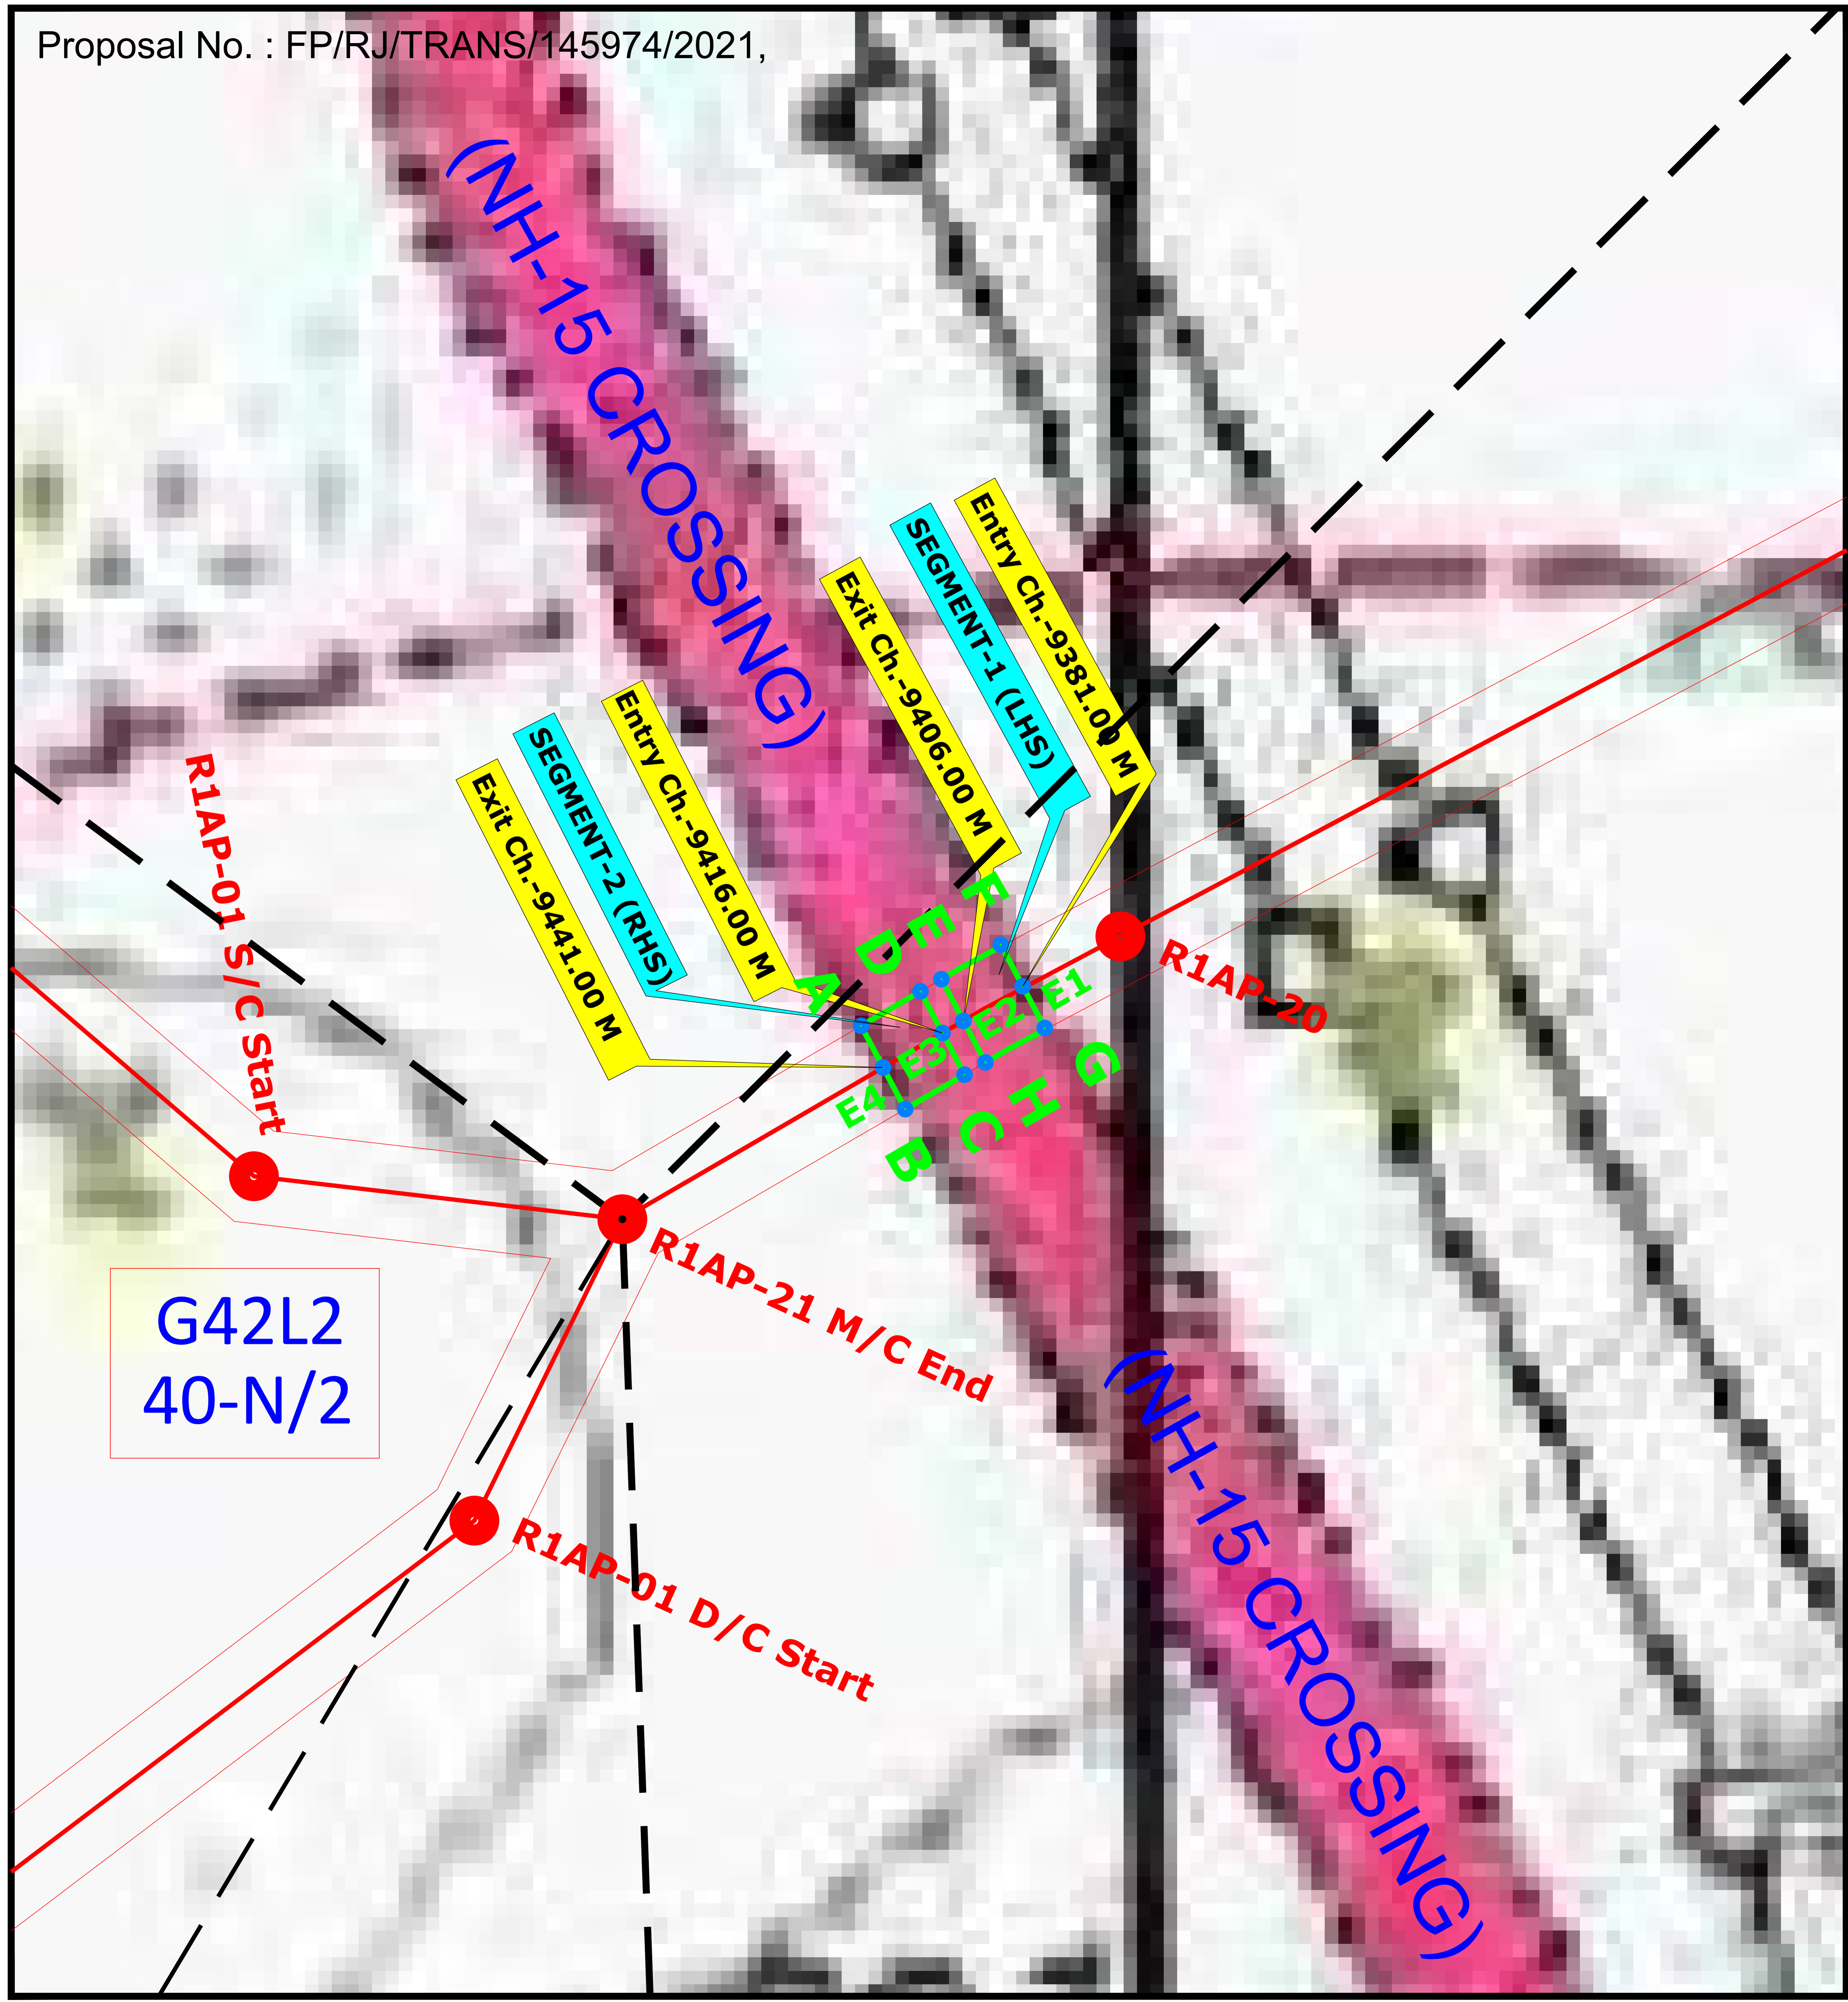 Proposal No. : FP/RJ/TRANS/145974/2021,
(NH-15 CROSSING)
Entry Ch.-9381.00 M
SEGMENT-1 (LHS)
Exit Ch.-9406.00 M
Entry Ch.-9416.00 M
SEGMENT-2 (RHS)
Exit Ch.-9441.00 M
R1AP-01 S/C Start
A
D
E
F
E1
E2
E3
E4
G
H
C
B
R1AP-20
R1AP-21 M/C End
G42L2
40-N/2
R1AP-01 D/C Start
(NH-15 CROSSING)